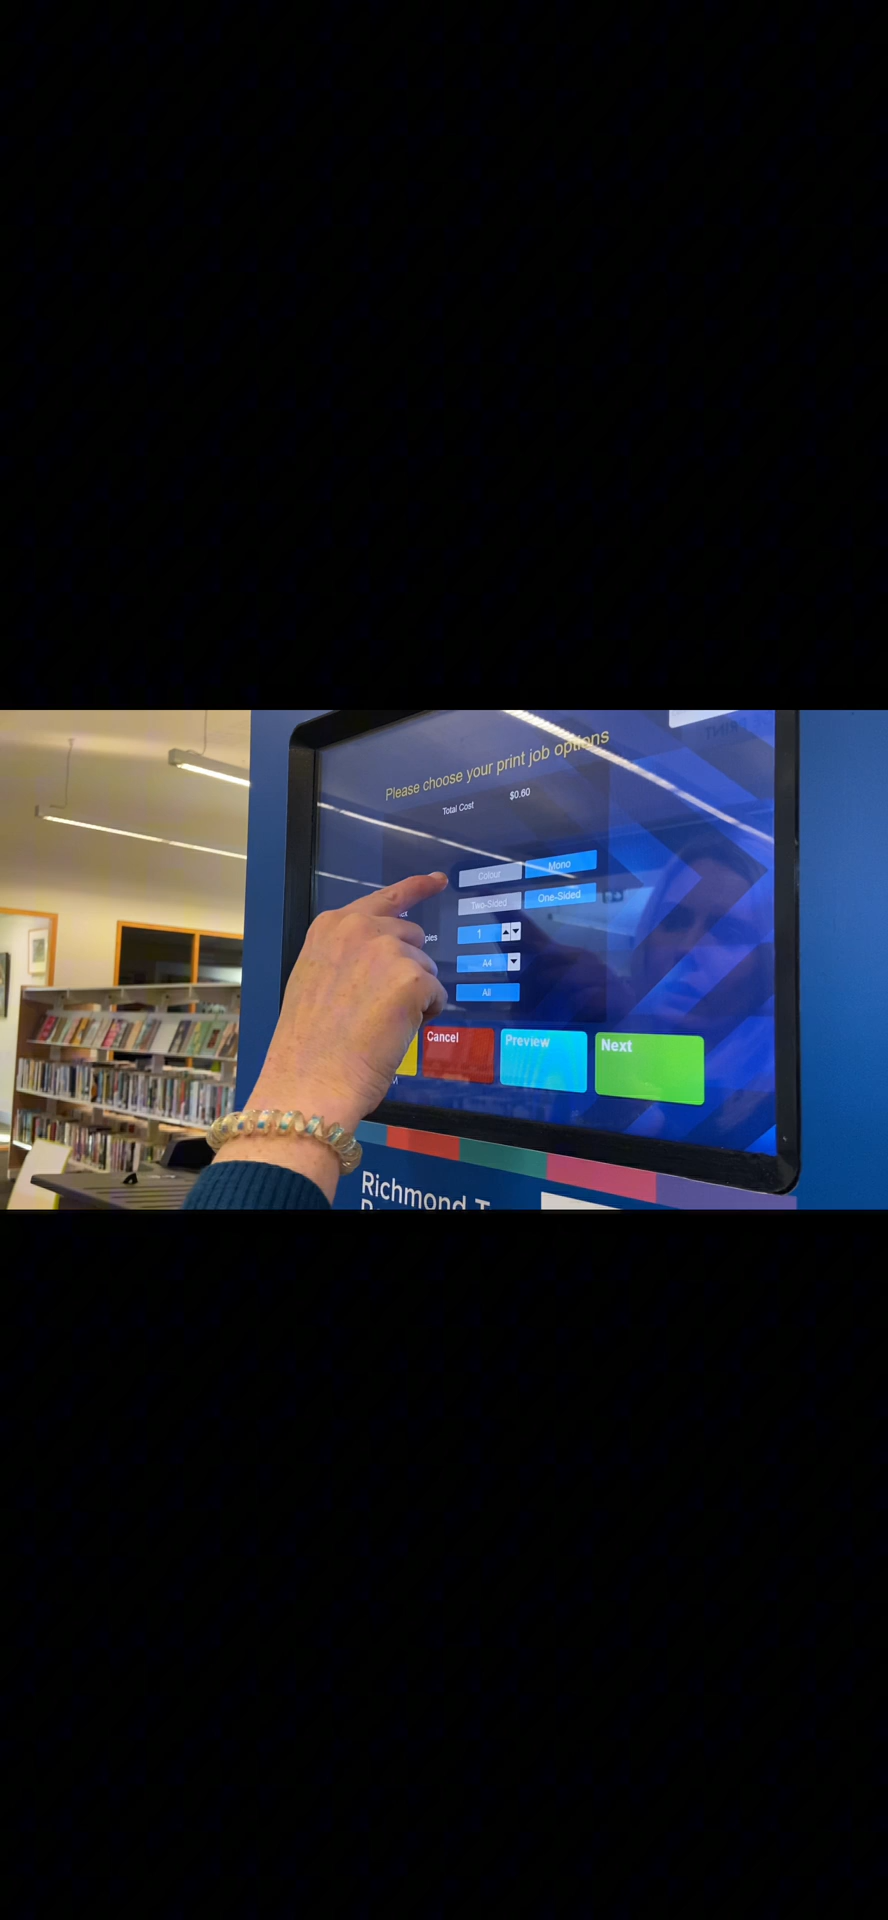 Please choose your print job options
Total Cost $0.60
Colour Mono
Two-Sided One-Sided
1
A4
All
Cancel Preview Next
Richmond T